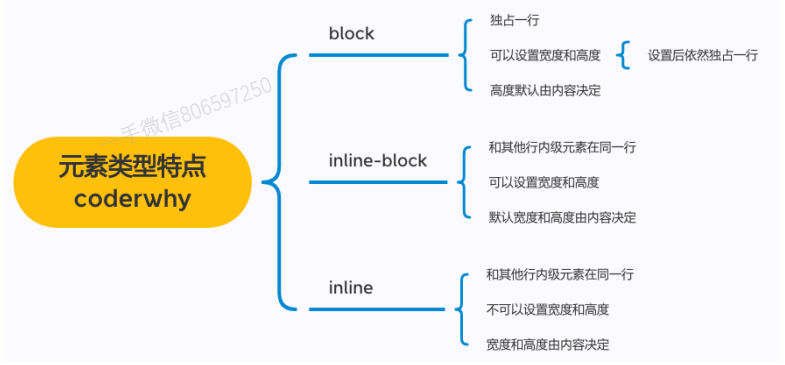 元素类型特点
coderwhy
block
独占一行
可以设置宽度和高度
设置后依然独占一行
高度默认由内容决定
inline-block
和其他行内级元素在同一行
可以设置宽度和高度
默认宽度和高度由内容决定
inline
和其他行内级元素在同一行
不可以设置宽度和高度
宽度和高度由内容决定
一手微信806597250